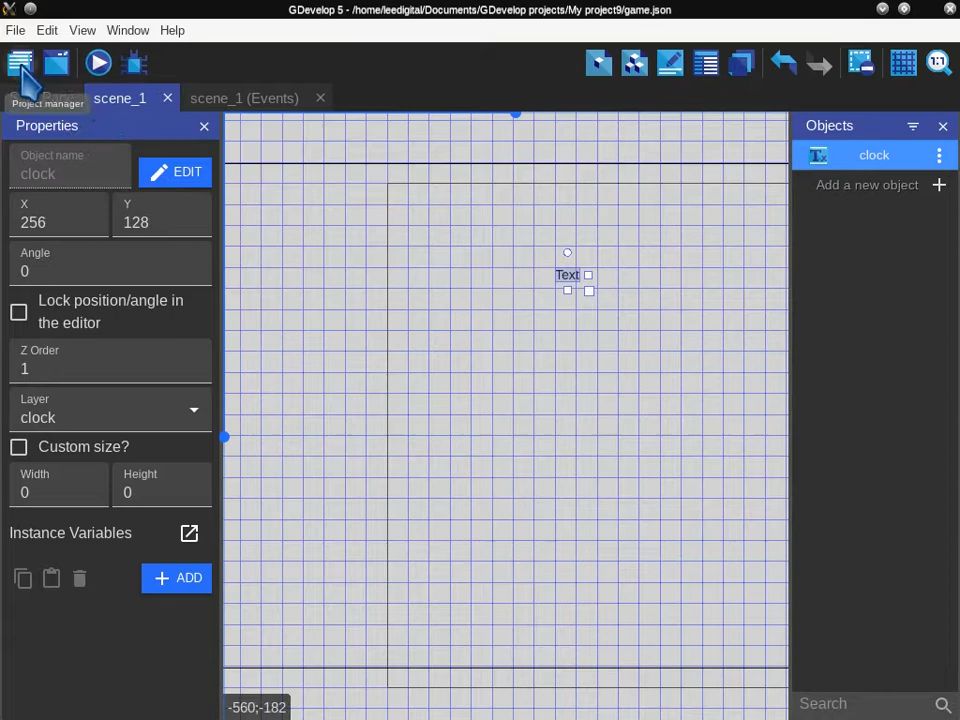 GDevelop 5 - /home/leedigital/Documents/GDevelop projects/My project9/game.json
File Edit View Window Help
1:1
scene_1 scene_1 (Events)
Project manager
Properties
Objects
Object name
clock
EDIT
Tx clock
Add a new object
X Y
256 128
Angle
0
Text
Lock position/angle in
the editor
Z Order
1
Layer
clock
Custom size?
Width Height
0 0
Instance Variables
ADD
-560;-182
Search